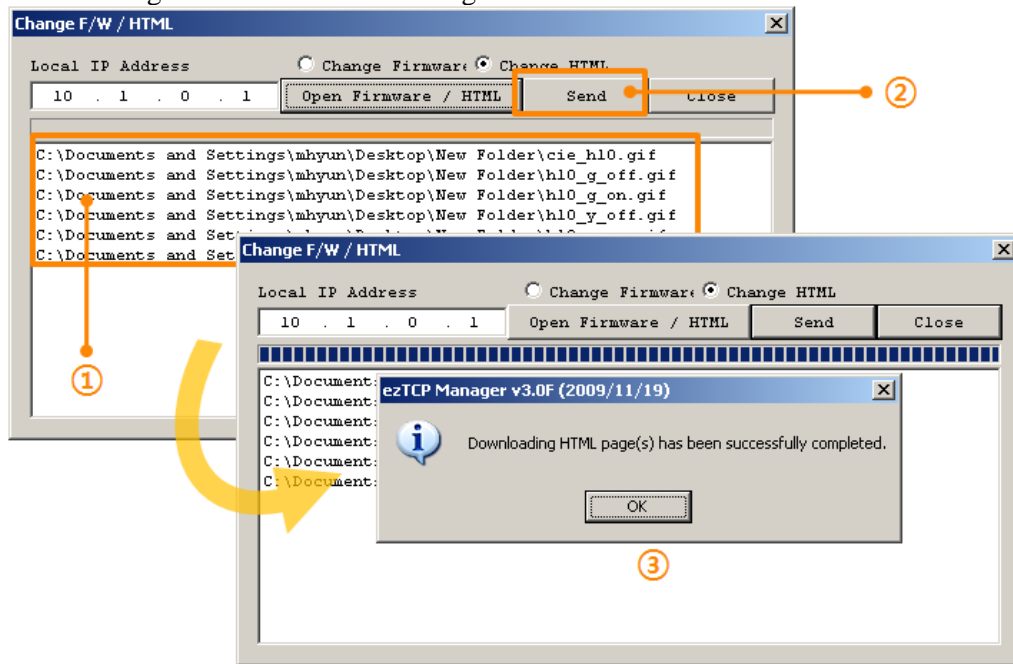 Change F/W / HTML
Local IP Address
Change Firmware
Change HTML
10 . 1 . 0 . 1
Open Firmware / HTML
Send
Close
②
C:\Documents and Settings\mhyun\Desktop\New Folder\cie_h10.gif
C:\Documents and Settings\mhyun\Desktop\New Folder\h10_g_off.gif
C:\Documents and Settings\mhyun\Desktop\New Folder\h10_g_on.gif
C:\Documents and Settings\mhyun\Desktop\New Folder\h10_y_off.gif
C:\Documents and Set
C:\Documents and Set
①
Change F/W / HTML
Local IP Address
Change Firmware
Change HTML
10 . 1 . 0 . 1
Open Firmware / HTML
Send
Close
C:\Document
C:\Document
C:\Document
C:\Document
C:\Document
C:\Document
ezTCP Manager v3.0F (2009/11/19)
Downloading HTML page(s) has been successfully completed.
OK
③